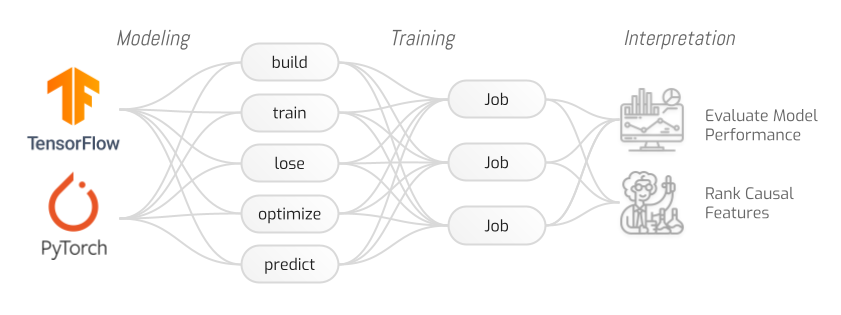 Modeling
Training
Interpretation
TensorFlow
PyTorch
build
train
lose
optimize
predict
Job
Job
Job
Evaluate Model
Performance
Rank Causal
Features